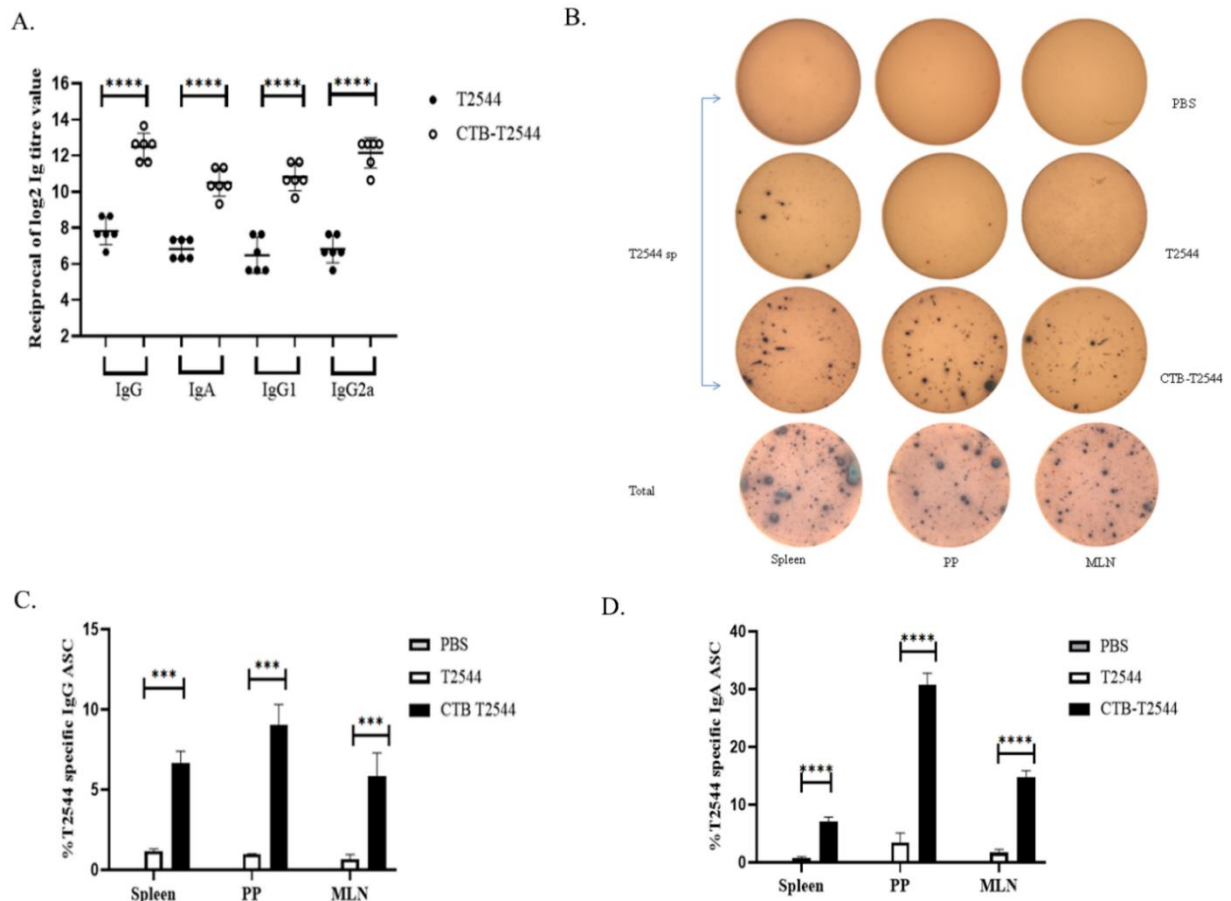 A.
Reciprocal of log2 Ig titre value
16
14
12
10
8
6
4
2
****
****
****
****
IgG
IgA
IgG1
IgG2a
T2544
CTB-T2544
B.
PBS
T2544 sp
T2544
CTB-T2544
Total
Spleen
PP
MLN
C.
% T2544 specific IgG ASC
15
10
5
0
***
***
***
Spleen
PP
MLN
PBS
T2544
CTB T2544
D.
% T2544 specific IgA ASC
40
30
20
10
0
****
****
****
Spleen
PP
MLN
PBS
T2544
CTB-T2544